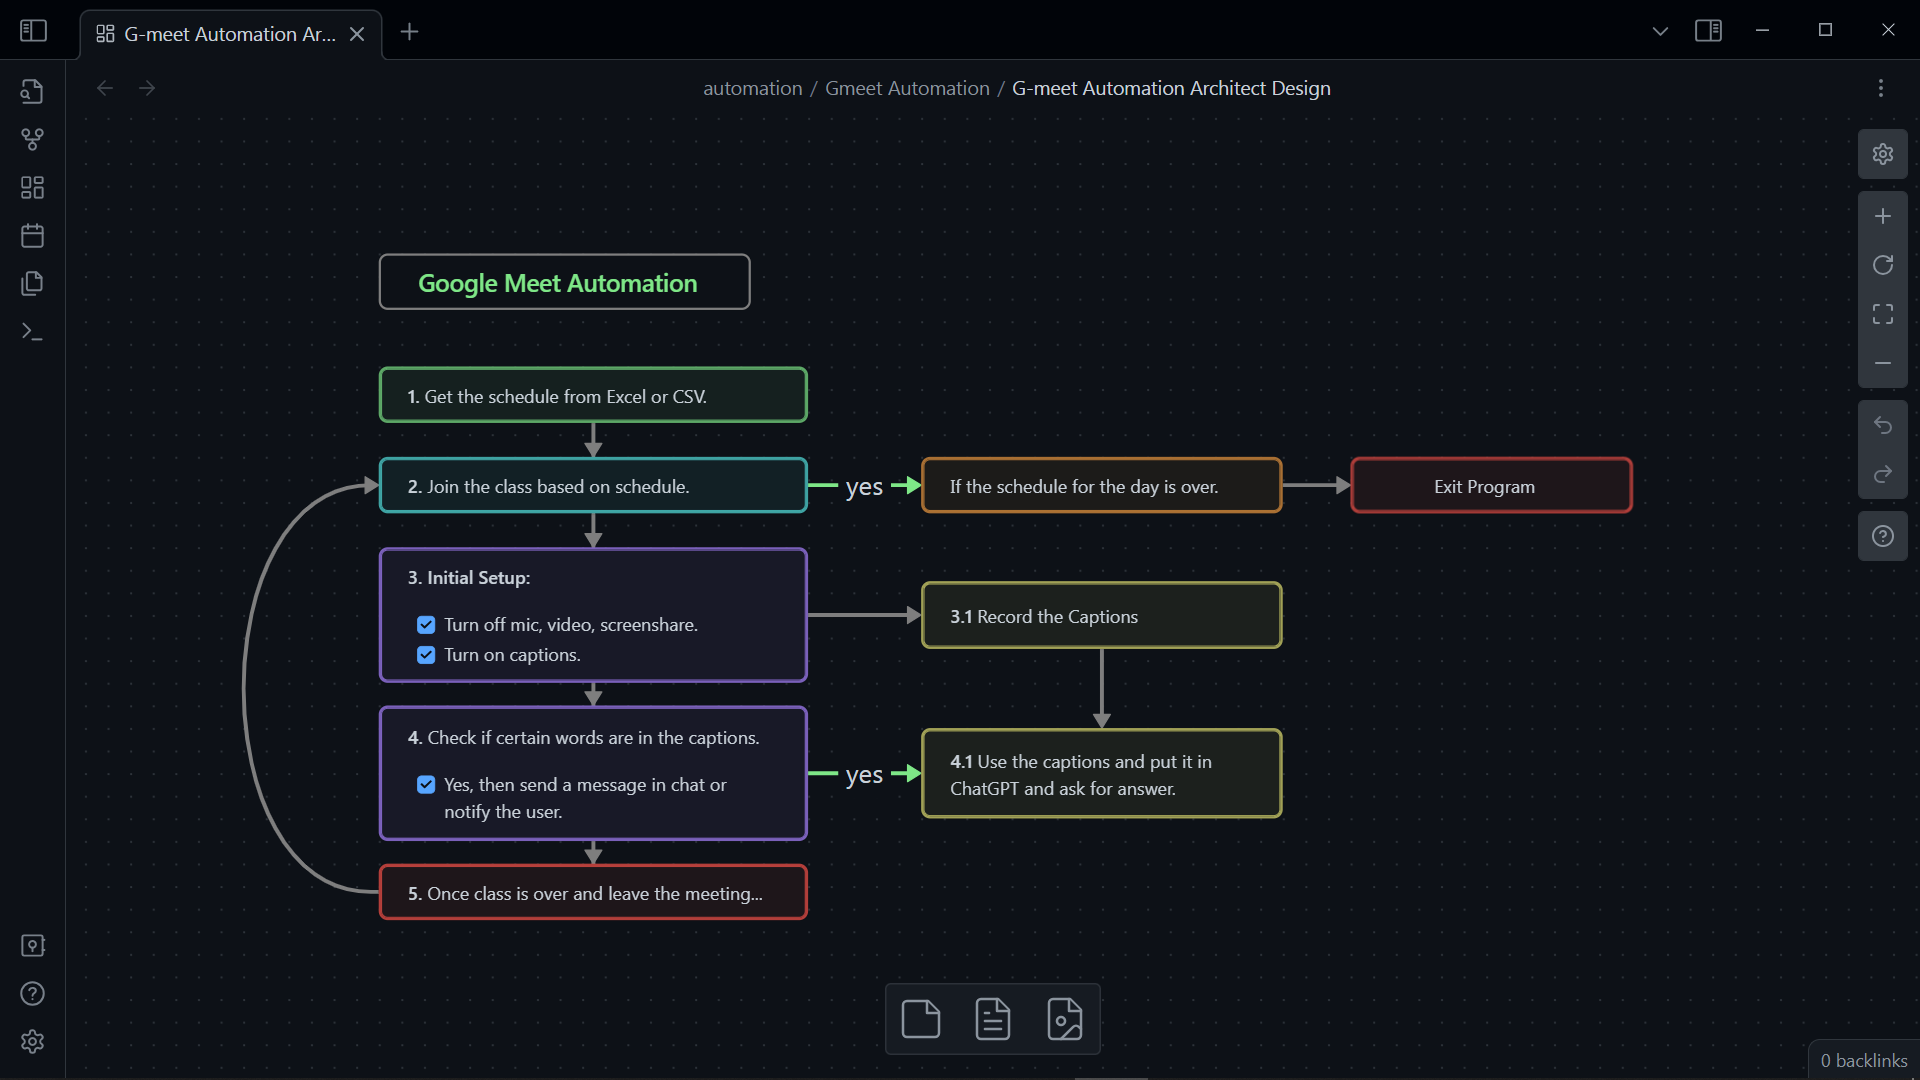 G-meet Automation Ar...
automation / Gmeet Automation / G-meet Automation Architect Design
Google Meet Automation
1. Get the schedule from Excel or CSV.
2. Join the class based on schedule.
yes
If the schedule for the day is over.
Exit Program
3. Initial Setup:
Turn off mic, video, screenshare.
Turn on captions.
3.1 Record the Captions
4. Check if certain words are in the captions.
Yes, then send a message in chat or
notify the user.
yes
4.1 Use the captions and put it in
ChatGPT and ask for answer.
5. Once class is over and leave the meeting...
0 backlinks